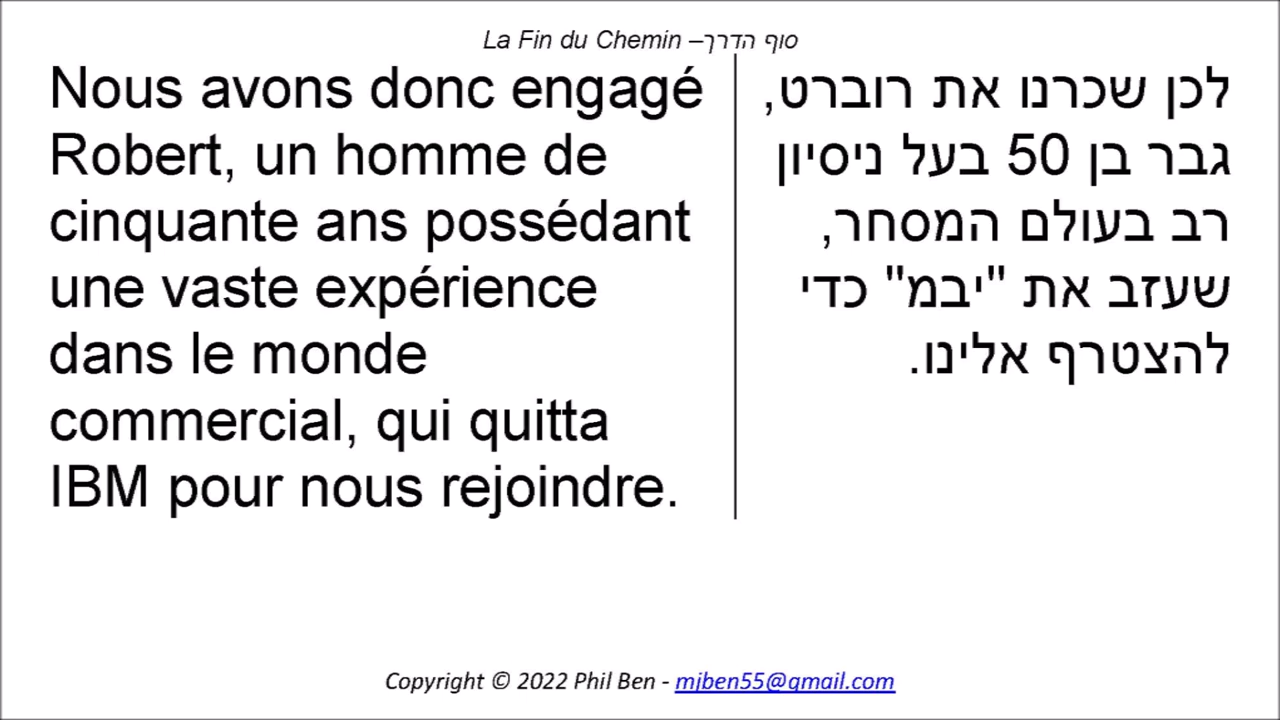 La Fin du Chemin –סוף הדרך
Nous avons donc engagé
Robert, un homme de
cinquante ans possédant
une vaste expérience
dans le monde
commercial, qui quitta
IBM pour nous rejoindre.
לכן שכרנו את רוברט,
גבר בן 50 בעל ניסיון
רב בעולם המסחר,
שעזב את "יבמ" כדי
להצטרף אלינו.
Copyright © 2022 Phil Ben - mjben55@gmail.com